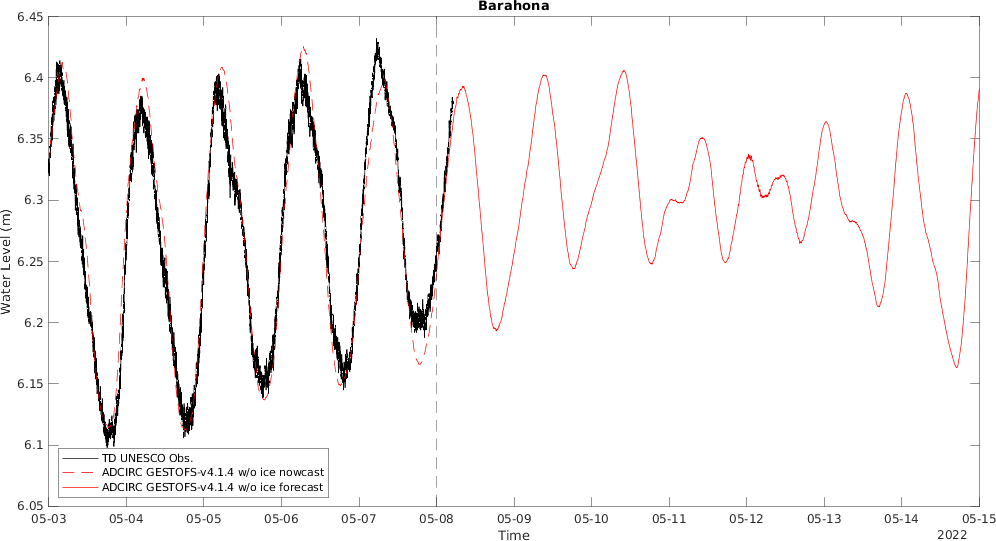 Barahona
6.45
6.4
6.35
6.3
6.25
6.2
6.15
6.1
6.05
Water Level (m)
TD UNESCO Obs.
ADCIRC GESTOFS-v4.1.4 w/o ice nowcast
ADCIRC GESTOFS-v4.1.4 w/o ice forecast
05-03 05-04 05-05 05-06 05-07 05-08 05-09 05-10 05-11 05-12 05-13 05-14 05-15
Time
2022